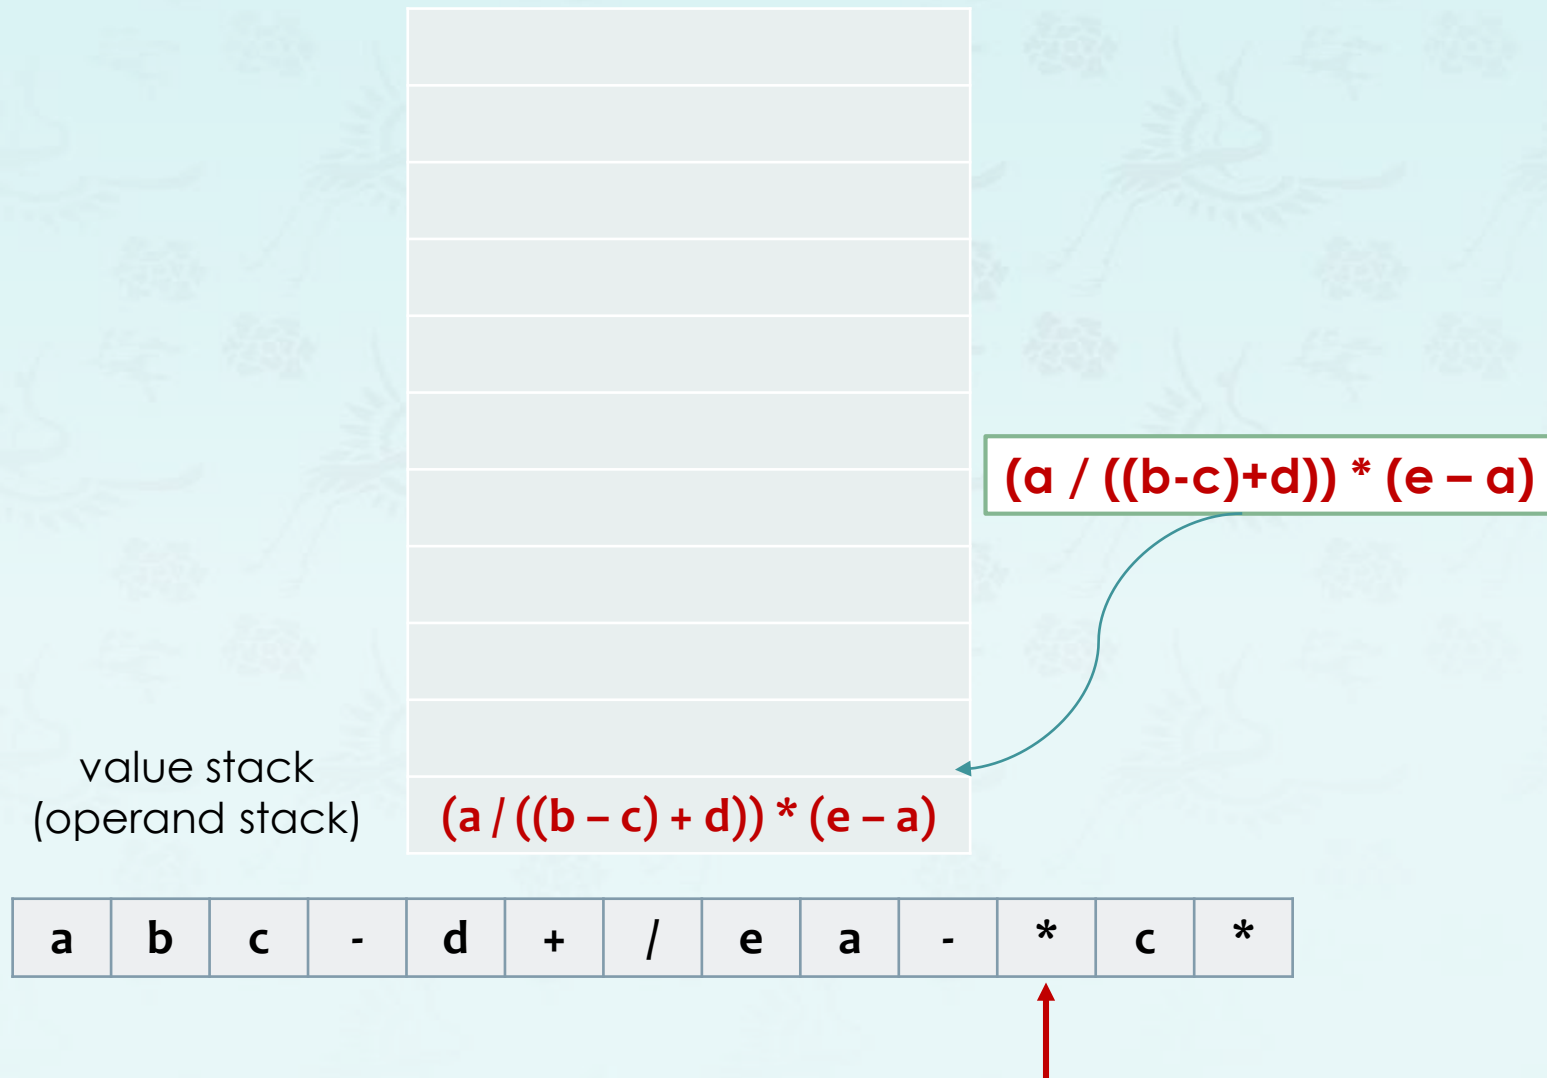 (a / ((b-c)+d)) * (e – a)
value stack
(operand stack)
(a / ((b – c) + d)) * (e – a)
a b c - d + / e a - * c *